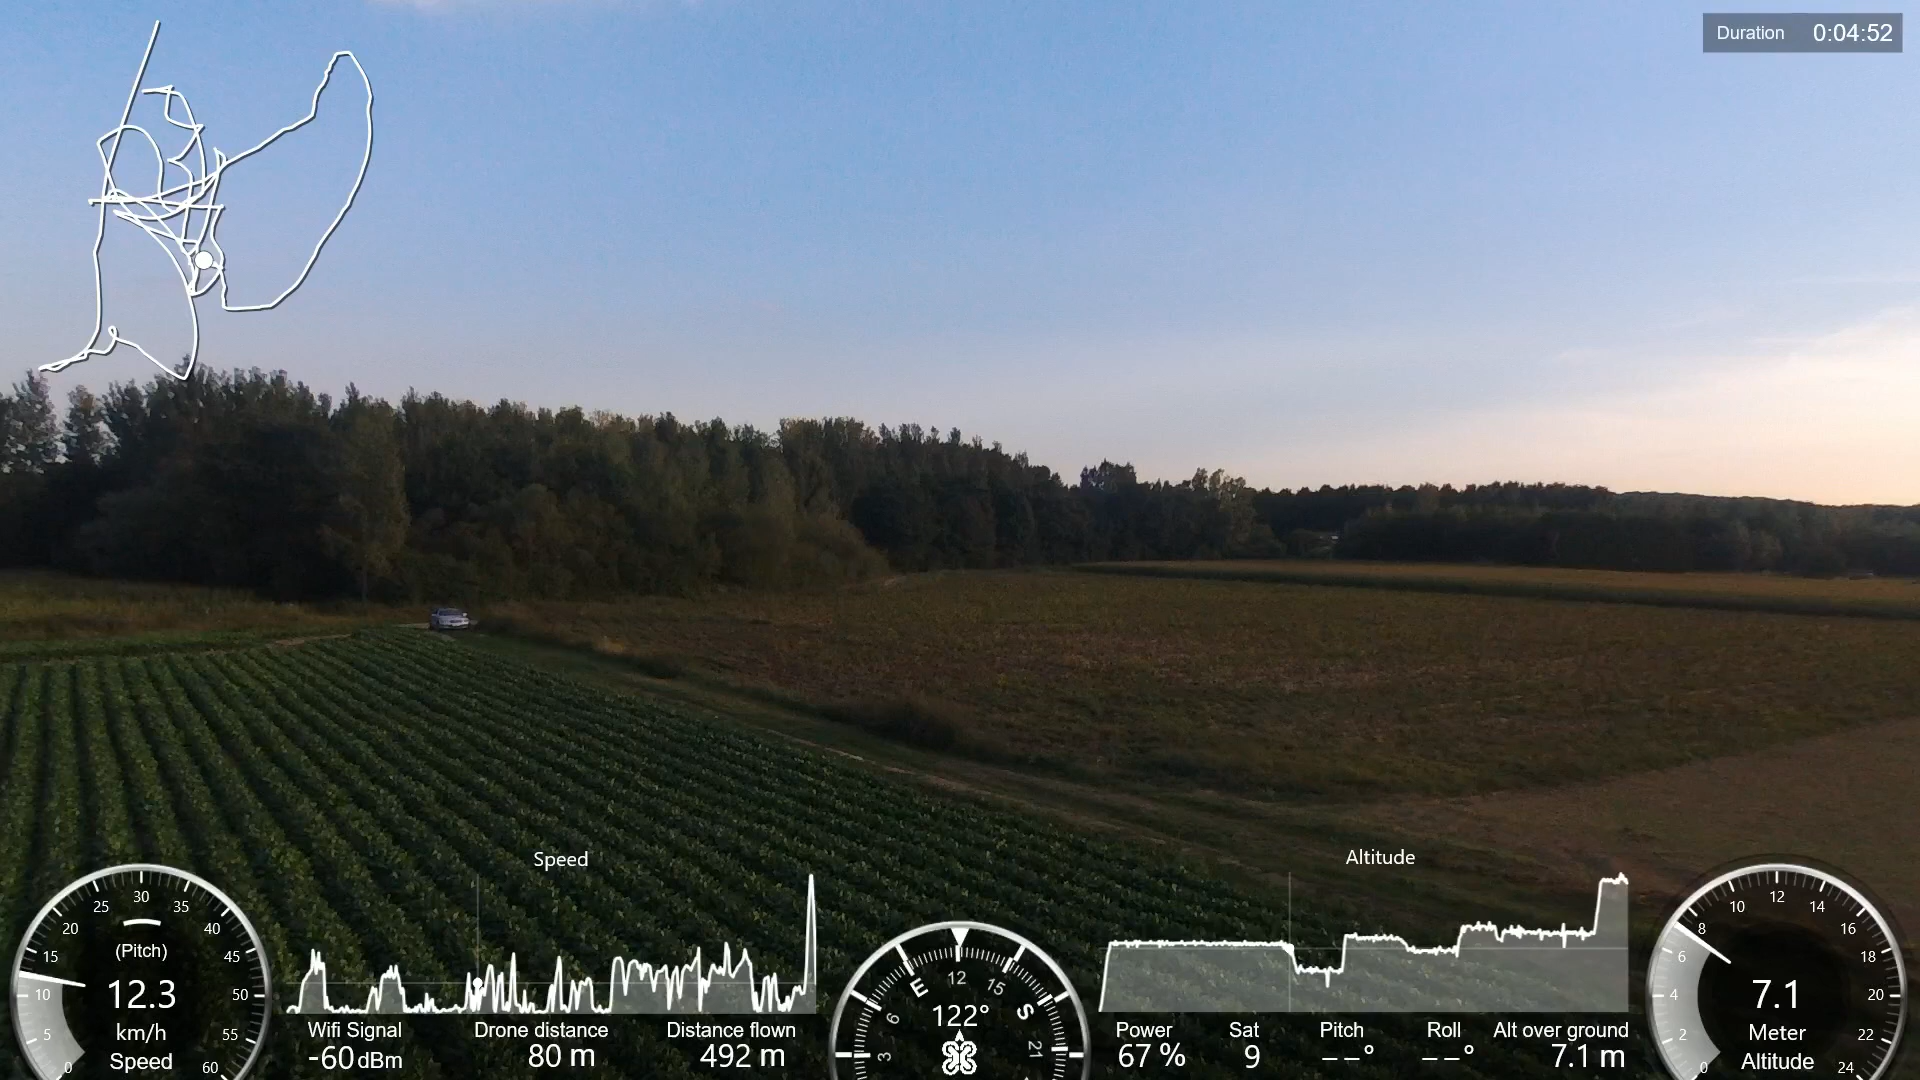 Duration 0:04:52
Speed
Altitude
0 5 10 15 20 25 30 35 40 45 50 55 60
(Pitch)
12.3
km/h
Speed
Wifi Signal
-60 dBm
Drone distance
80 m
Distance flown
492 m
3 6 E 12 15 S 21
122°
Power
67 %
Sat
9
Pitch
– –°
Roll
– –°
Alt over ground
7.1 m
0 2 4 6 8 10 12 14 16 18 20 22 24
7.1
Meter
Altitude